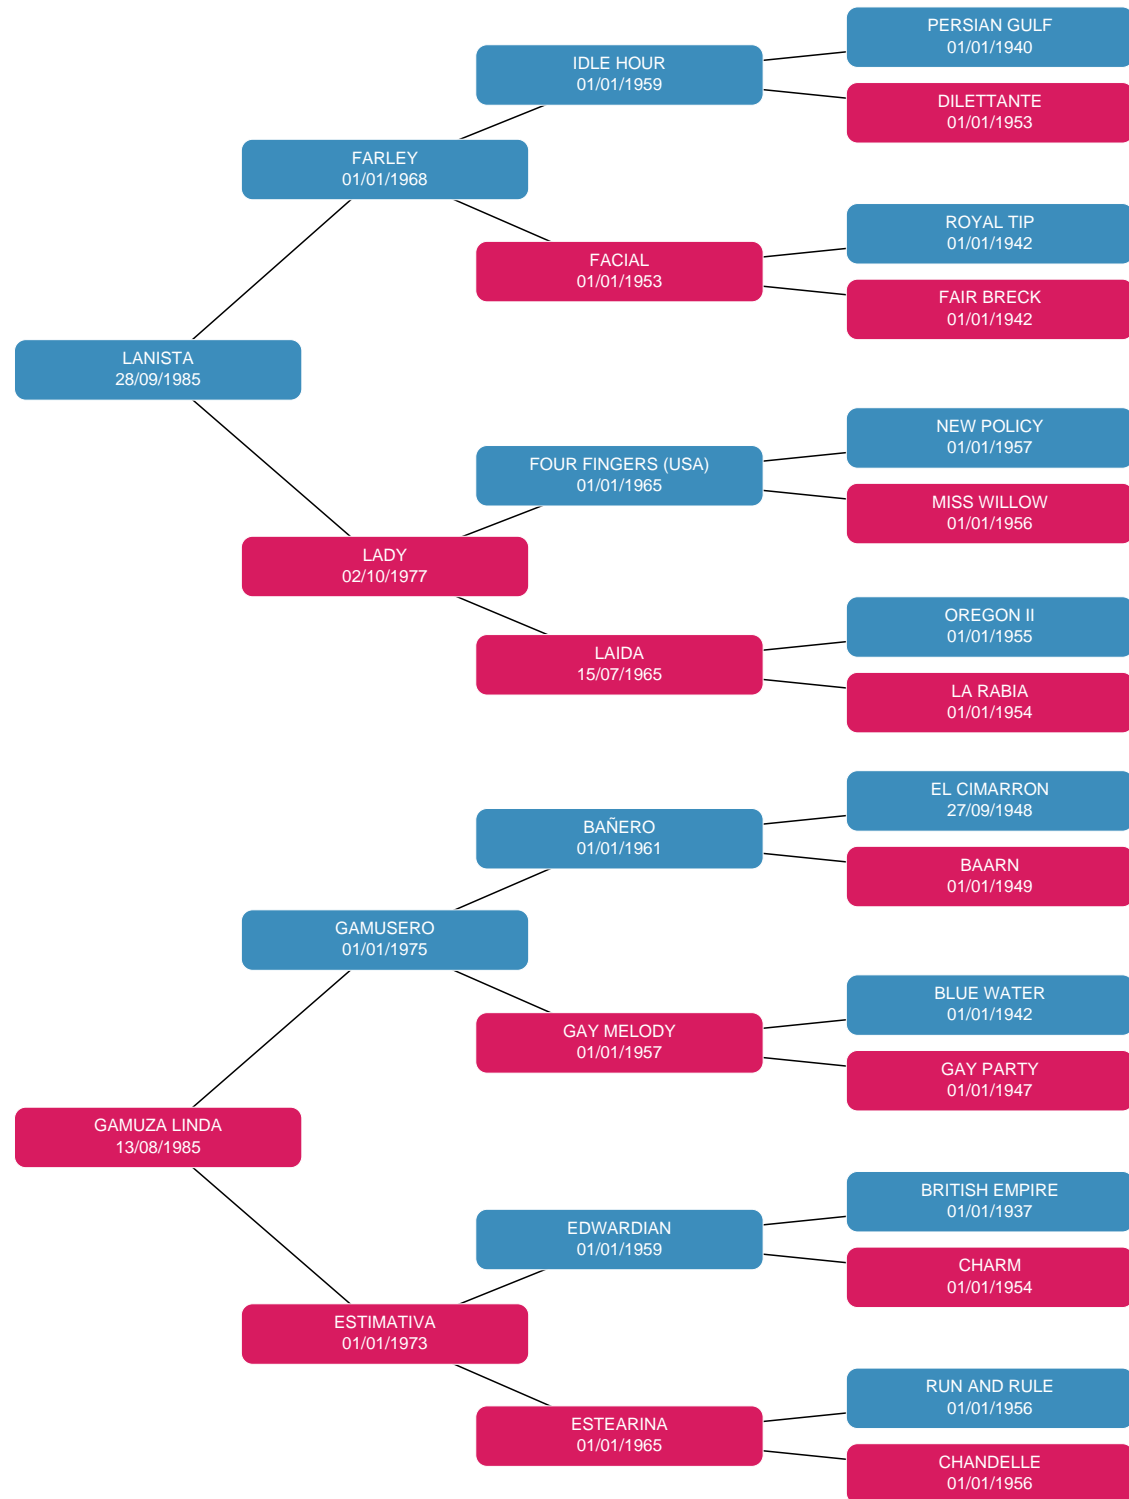 PERSIAN GULF
01/01/1940
IDLE HOUR
01/01/1959
DILETTANTE
01/01/1953
FARLEY
01/01/1968
ROYAL TIP
01/01/1942
FACIAL
01/01/1953
FAIR BRECK
01/01/1942
LANISTA
28/09/1985
NEW POLICY
01/01/1957
FOUR FINGERS (USA)
01/01/1965
MISS WILLOW
01/01/1956
LADY
02/10/1977
OREGON II
01/01/1955
LAIDA
15/07/1965
LA RABIA
01/01/1954
EL CIMARRON
27/09/1948
BAÑERO
01/01/1961
BAARN
01/01/1949
GAMUSERO
01/01/1975
BLUE WATER
01/01/1942
GAY MELODY
01/01/1957
GAY PARTY
01/01/1947
GAMUZA LINDA
13/08/1985
BRITISH EMPIRE
01/01/1937
EDWARDIAN
01/01/1959
CHARM
01/01/1954
ESTIMATIVA
01/01/1973
RUN AND RULE
01/01/1956
ESTEARINA
01/01/1965
CHANDELLE
01/01/1956